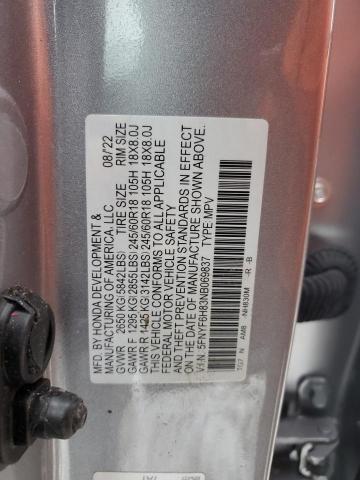 MFD BY HONDA DEVELOPMENT & 08/'22
MANUFACTURING OF AMERICA, LLC
GVWR 2650 KG(5842LBS) TIRE SIZE RIM SIZE
GAWR F 1295 KG(2855LBS) 245/60R18 105H 18X8.0J
GAWR R 1425 KG(3142LBS) 245/60R18 105H 18X8.0J
THIS VEHICLE CONFORMS TO ALL APPLICABLE
FEDERAL MOTOR VEHICLE SAFETY AND
THEFT PREVENTION STANDARDS IN EFFECT
ON THE DATE OF MANUFACTURE SHOWN ABOVE.
V.I.N. 5FNYF6H83NB069837 TYPE: MPV
TG7 N AM8 -NH830M -R -B